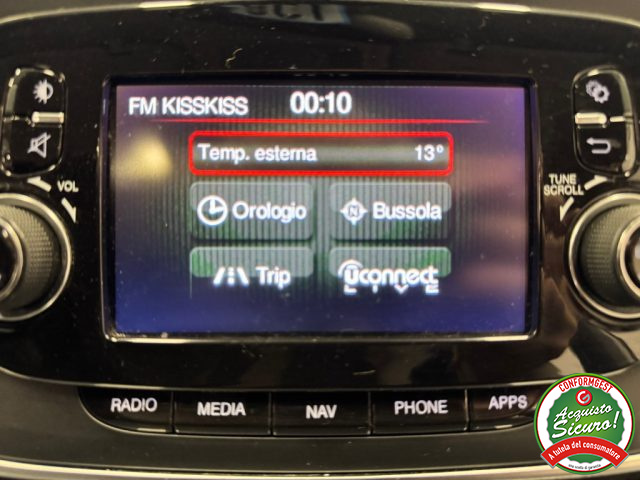 FM KISSKISS 00:10
Temp. esterna 13°
Orologio
Bussola
Trip
uconnect
LIVE
VOL
TUNE
SCROLL
RADIO
MEDIA
NAV
PHONE
APPS
CONFORMGEST
Acquisto
Sicuro!
A tutela del consumatore